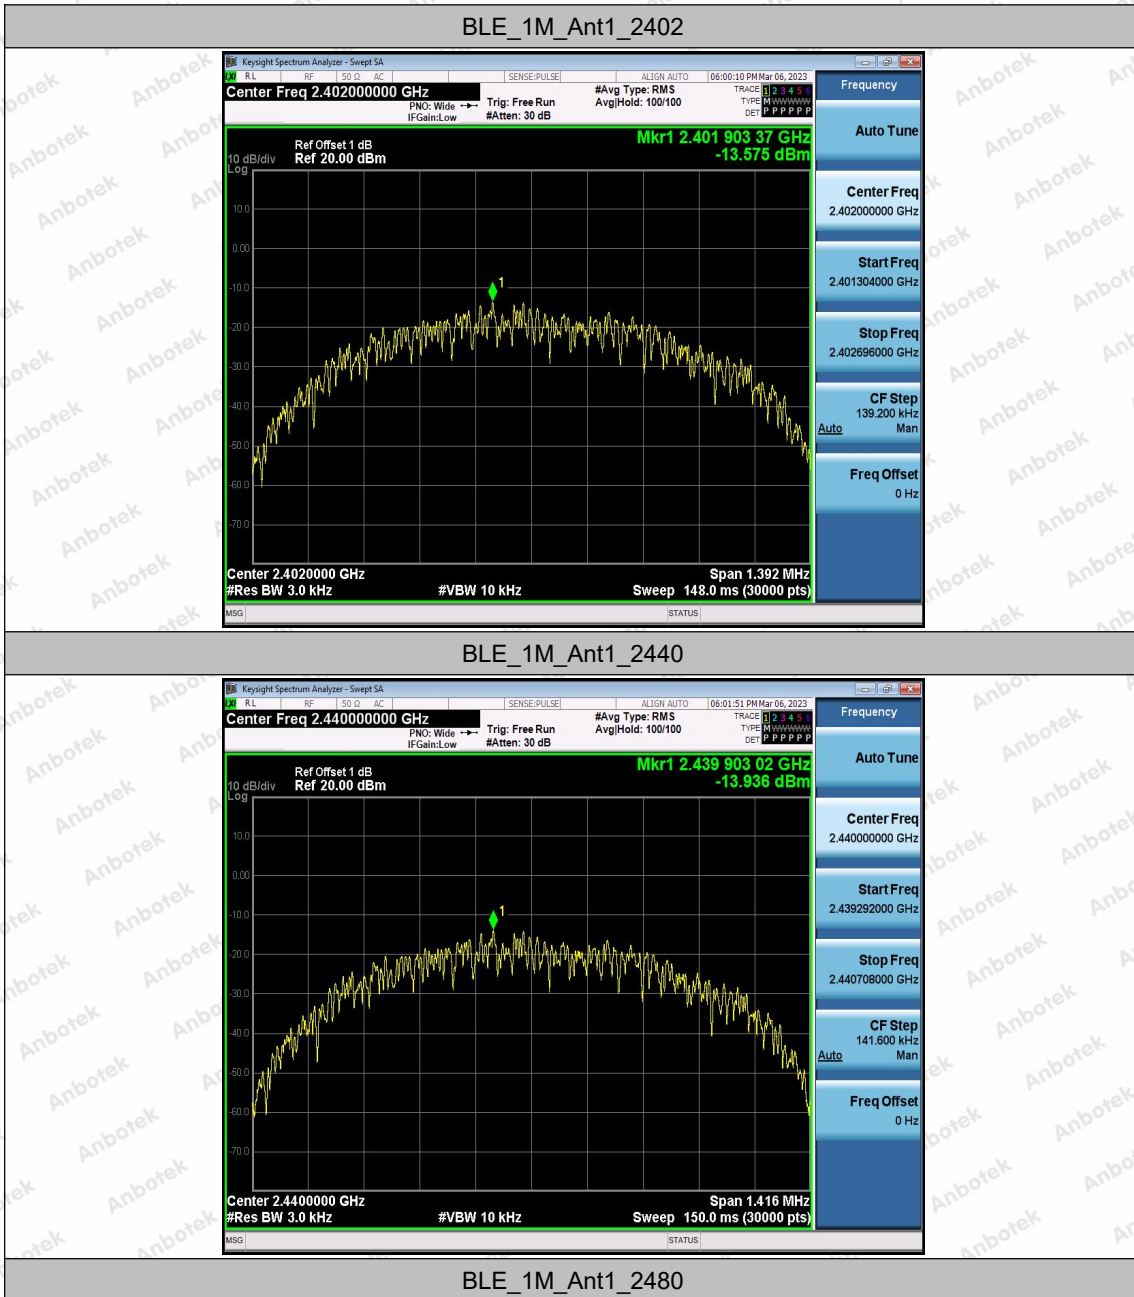 BLE_1M_Ant1_2402
Keysight Spectrum Analyzer - Swept SA
LXI RL RF 50 Ω AC SENSE:PULSE ALIGN AUTO 06:00:10 PM Mar 06, 2023
Center Freq 2.402000000 GHz
PNO: Wide
IFGain:Low
Trig: Free Run
#Atten: 30 dB
#Avg Type: RMS
Avg|Hold: 100/100
TRACE 1 2 3 4 5 6
TYPE M WWWWW
DET P P P P P P
Frequency
Auto Tune
Mkr1 2.401 903 37 GHz
-13.575 dBm
Ref Offset 1 dB
10 dB/div Ref 20.00 dBm
Log
10.0
0.00
-10.0
-20.0
-30.0
-40.0
-50.0
-60.0
-70.0
1
Center Freq
2.402000000 GHz
Start Freq
2.401304000 GHz
Stop Freq
2.402696000 GHz
CF Step
139.200 kHz
Auto Man
Freq Offset
0 Hz
Center 2.4020000 GHz Span 1.392 MHz
#Res BW 3.0 kHz #VBW 10 kHz Sweep 148.0 ms (30000 pts)
MSG STATUS
BLE_1M_Ant1_2440
Keysight Spectrum Analyzer - Swept SA
LXI RL RF 50 Ω AC SENSE:PULSE ALIGN AUTO 06:01:51 PM Mar 06, 2023
Center Freq 2.440000000 GHz
PNO: Wide
IFGain:Low
Trig: Free Run
#Atten: 30 dB
#Avg Type: RMS
Avg|Hold: 100/100
TRACE 1 2 3 4 5 6
TYPE M WWWWW
DET P P P P P P
Frequency
Auto Tune
Mkr1 2.439 903 02 GHz
-13.936 dBm
Ref Offset 1 dB
10 dB/div Ref 20.00 dBm
Log
10.0
0.00
-10.0
-20.0
-30.0
-40.0
-50.0
-60.0
-70.0
1
Center Freq
2.440000000 GHz
Start Freq
2.439292000 GHz
Stop Freq
2.440708000 GHz
CF Step
141.600 kHz
Auto Man
Freq Offset
0 Hz
Center 2.4400000 GHz Span 1.416 MHz
#Res BW 3.0 kHz #VBW 10 kHz Sweep 150.0 ms (30000 pts)
MSG STATUS
BLE_1M_Ant1_2480